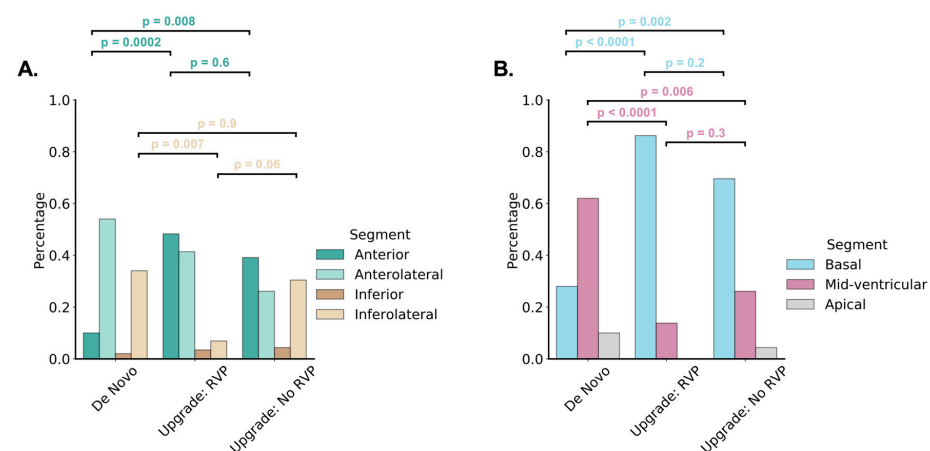 p = 0.008
p = 0.0002
p = 0.6
A.
1.0
0.8
0.6
0.4
0.2
0.0
Percentage
p = 0.9
p = 0.007
p = 0.06
Segment
Anterior
Anterolateral
Inferior
Inferolateral
De Novo
Upgrade: RVP
Upgrade: No RVP
p = 0.002
p < 0.0001
p = 0.2
B.
p = 0.006
p < 0.0001
p = 0.3
1.0
0.8
0.6
0.4
0.2
0.0
Percentage
Segment
Basal
Mid-ventricular
Apical
De Novo
Upgrade: RVP
Upgrade: No RVP